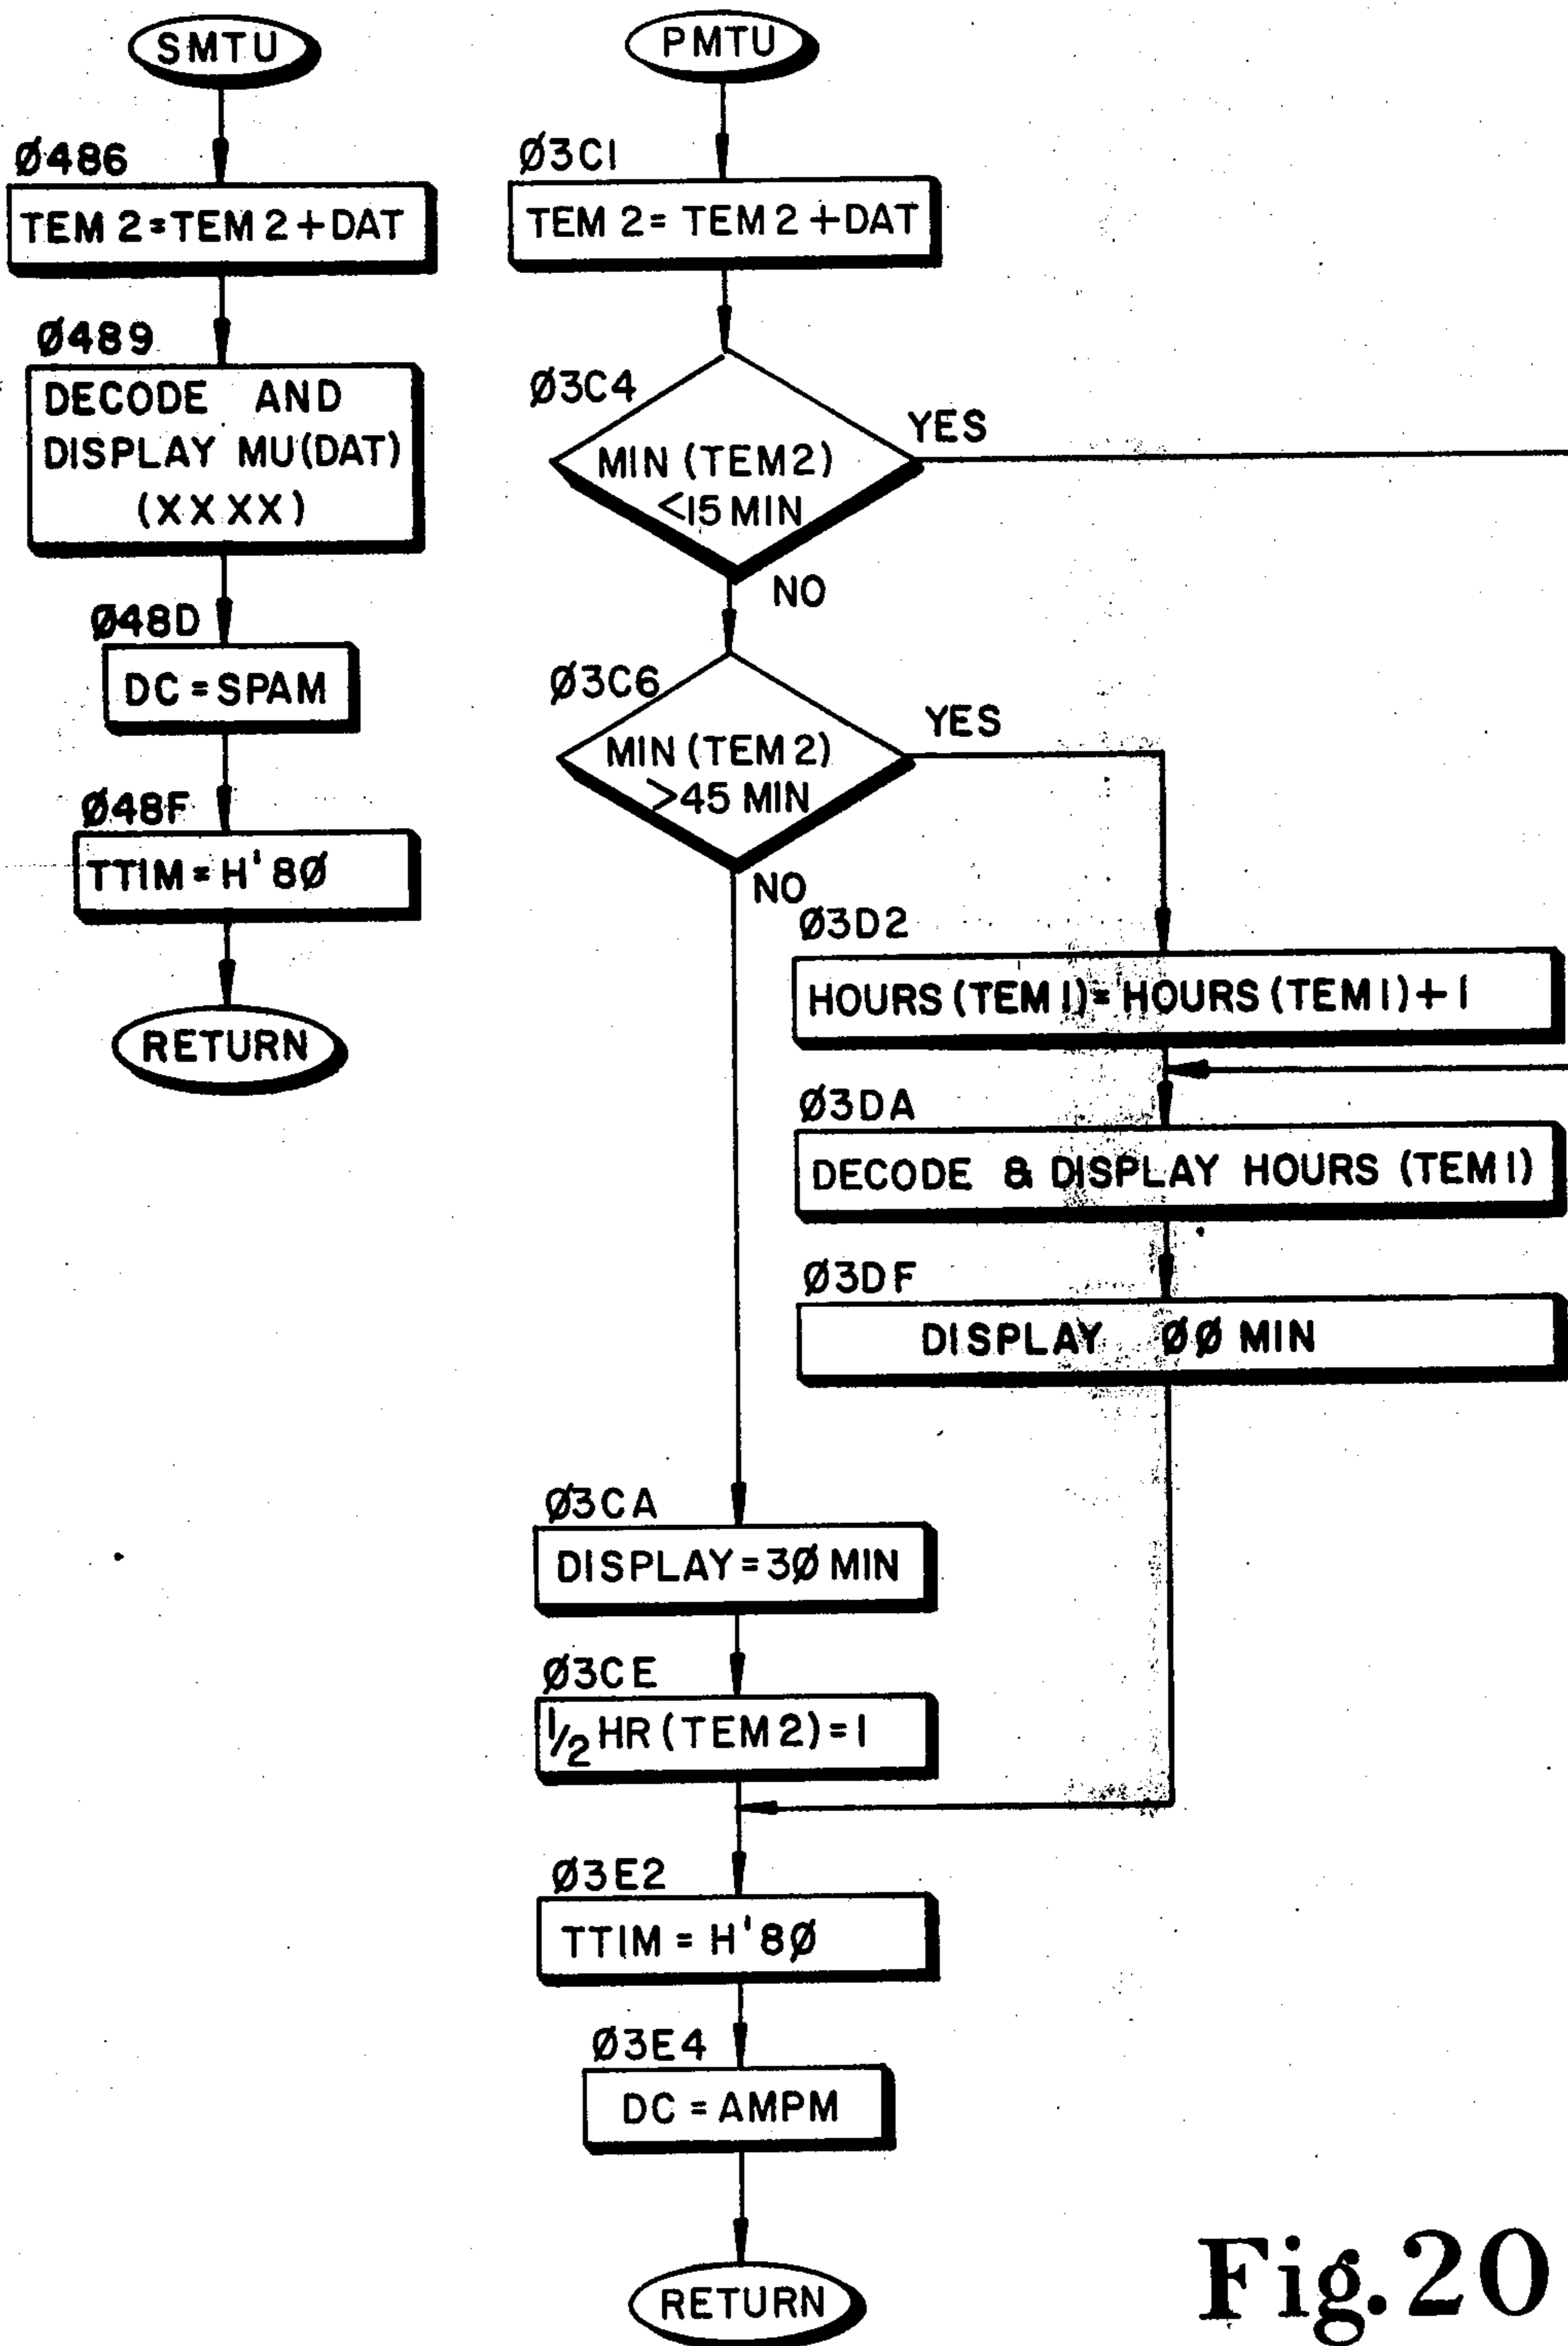 SMTU
Ø486
TEM 2=TEM 2+DAT
Ø489
DECODE AND
DISPLAY MU(DAT)
(XXXX)
Ø48D
DC=SPAM
Ø48F
TTIM=H'8Ø
RETURN
PMTU
Ø3C1
TEM 2= TEM 2+DAT
Ø3C4
MIN (TEM2)
<15 MIN
YES
NO
Ø3C6
MIN (TEM 2)
>45 MIN
YES
NO
Ø3D2
HOURS (TEM 1)= HOURS (TEM 1)+1
Ø3DA
DECODE & DISPLAY HOURS (TEM 1)
Ø3DF
DISPLAY ØØ MIN
Ø3CA
DISPLAY=3Ø MIN
Ø3CE
1/2 HR (TEM 2)=1
Ø3E2
TTIM = H'8Ø
Ø3E4
DC = AMPM
RETURN
Fig.20